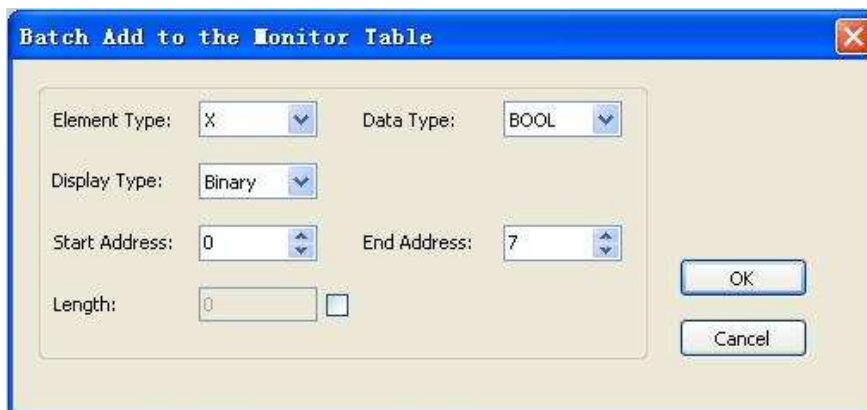 Batch Add to the Monitor Table
Element Type: X Data Type: BOOL
Display Type: Binary
Start Address: 0 End Address: 7
Length: 0
OK
Cancel